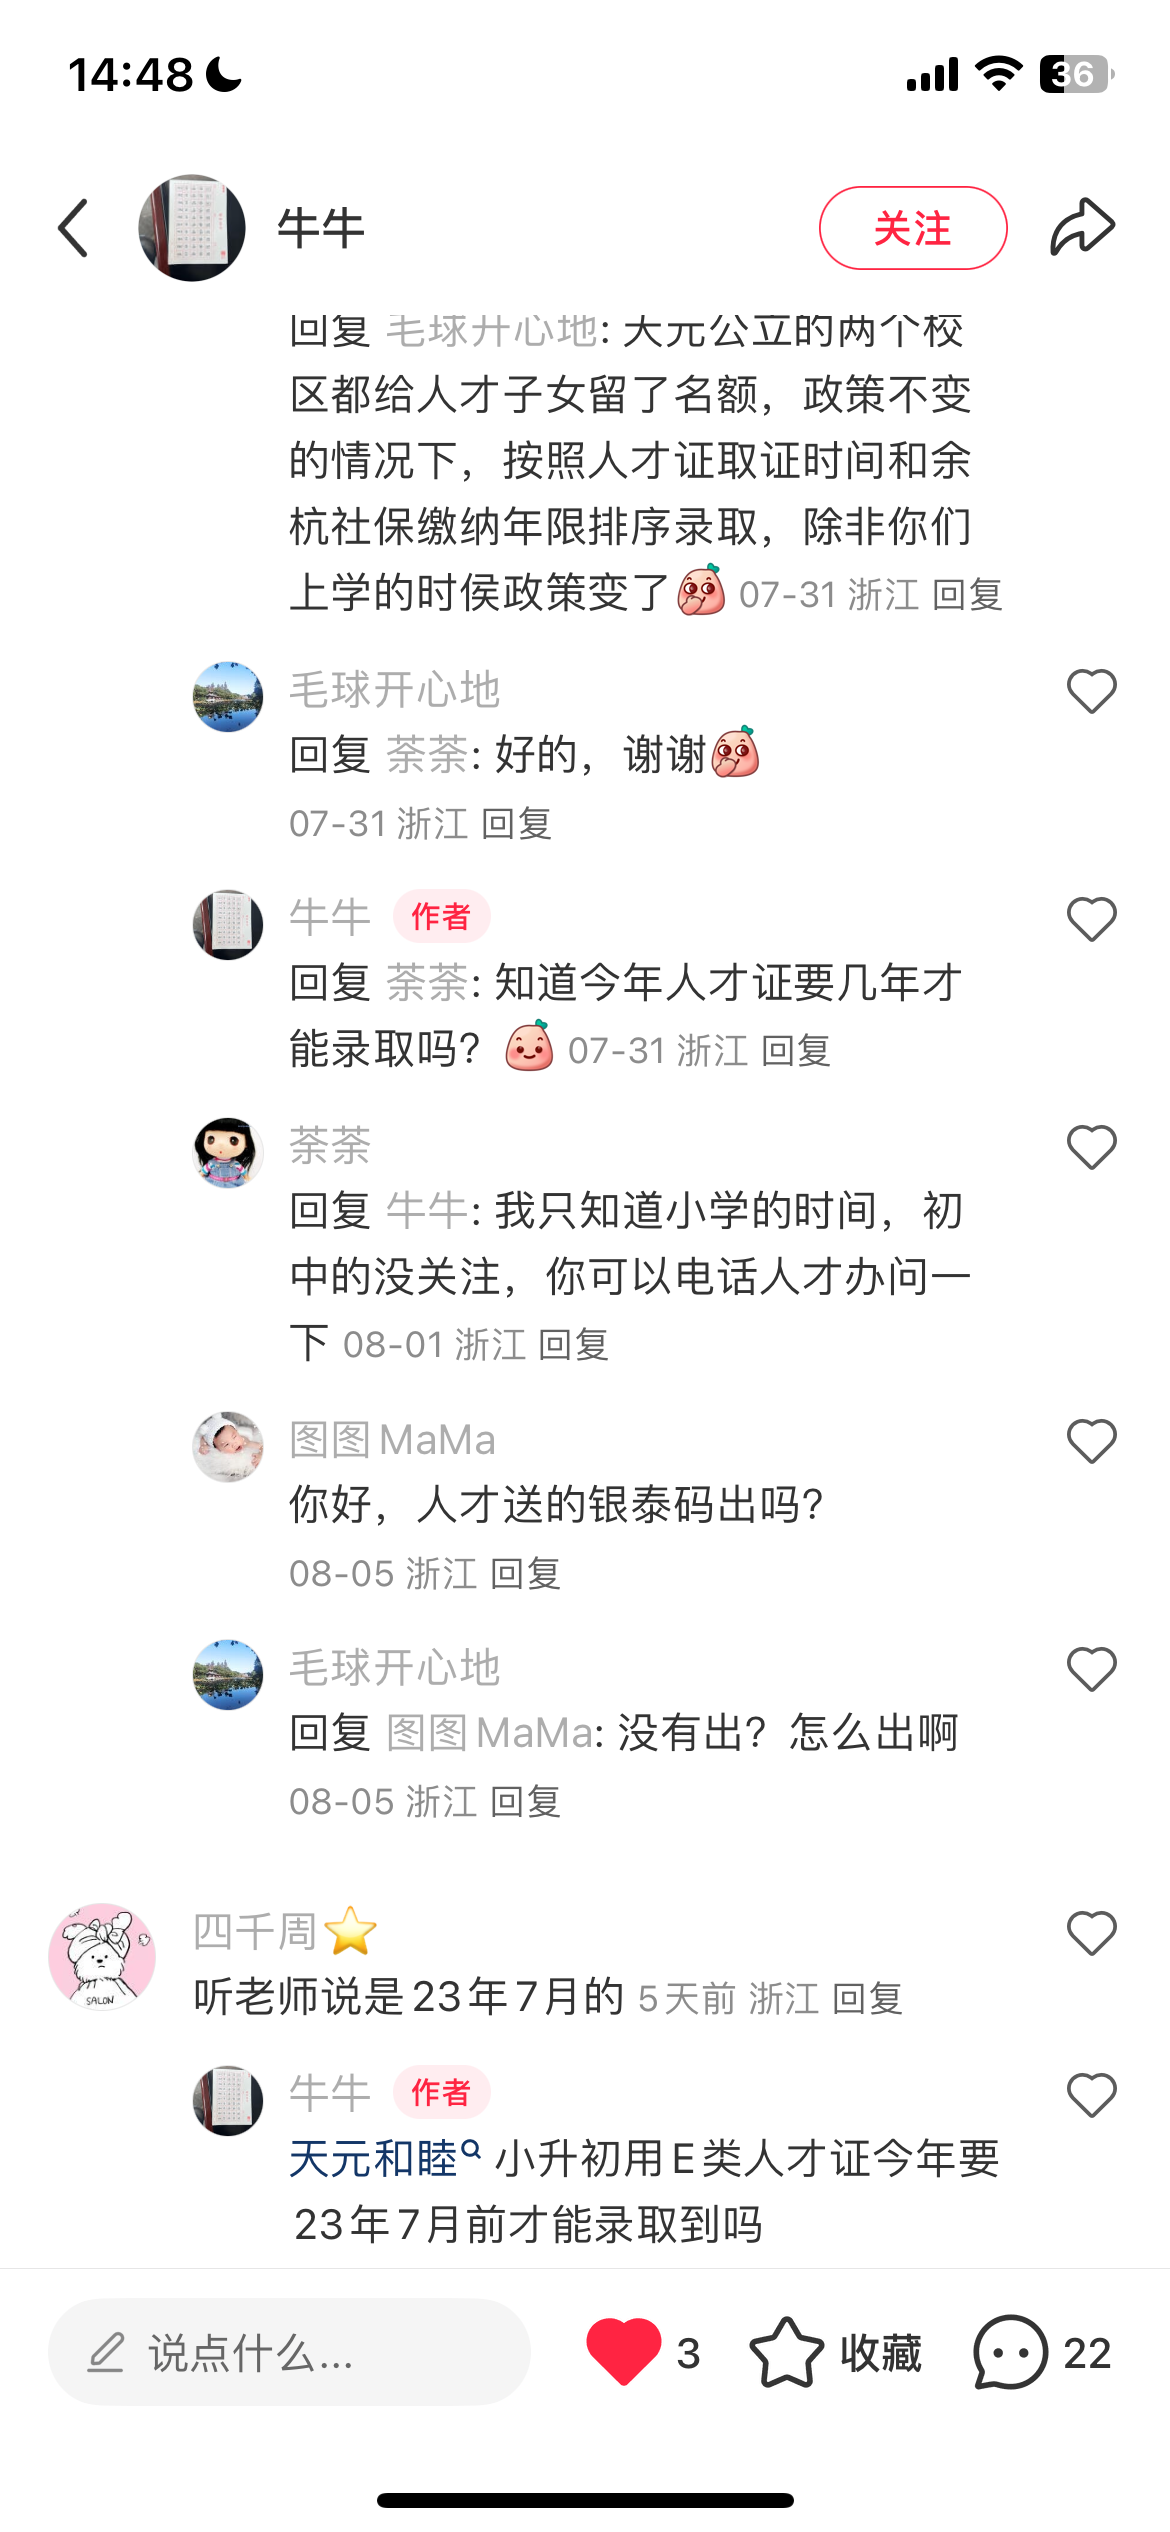 14:48
36
牛牛
关注
回复 毛球开心地: 天元公立的两个校
区都给人才子女留了名额，政策不变
的情况下，按照人才证取证时间和余
杭社保缴纳年限排序录取，除非你们
上学的时侯政策变了 07-31 浙江 回复
毛球开心地
回复 荼荼: 好的，谢谢
07-31 浙江 回复
牛牛 作者
回复 荼荼: 知道今年人才证要几年才
能录取吗？ 07-31 浙江 回复
荼荼
回复 牛牛: 我只知道小学的时间，初
中的没关注，你可以电话人才办问一
下 08-01 浙江 回复
图图MaMa
你好，人才送的银泰码出吗?
08-05 浙江 回复
毛球开心地
回复 图图MaMa: 没有出？怎么出啊
08-05 浙江 回复
四千周⭐
听老师说是23年7月的 5天前 浙江 回复
SALON
牛牛 作者
天元和睦 小升初用E类人才证今年要
23年7月前才能录取到吗
说点什么...
3
收藏
22